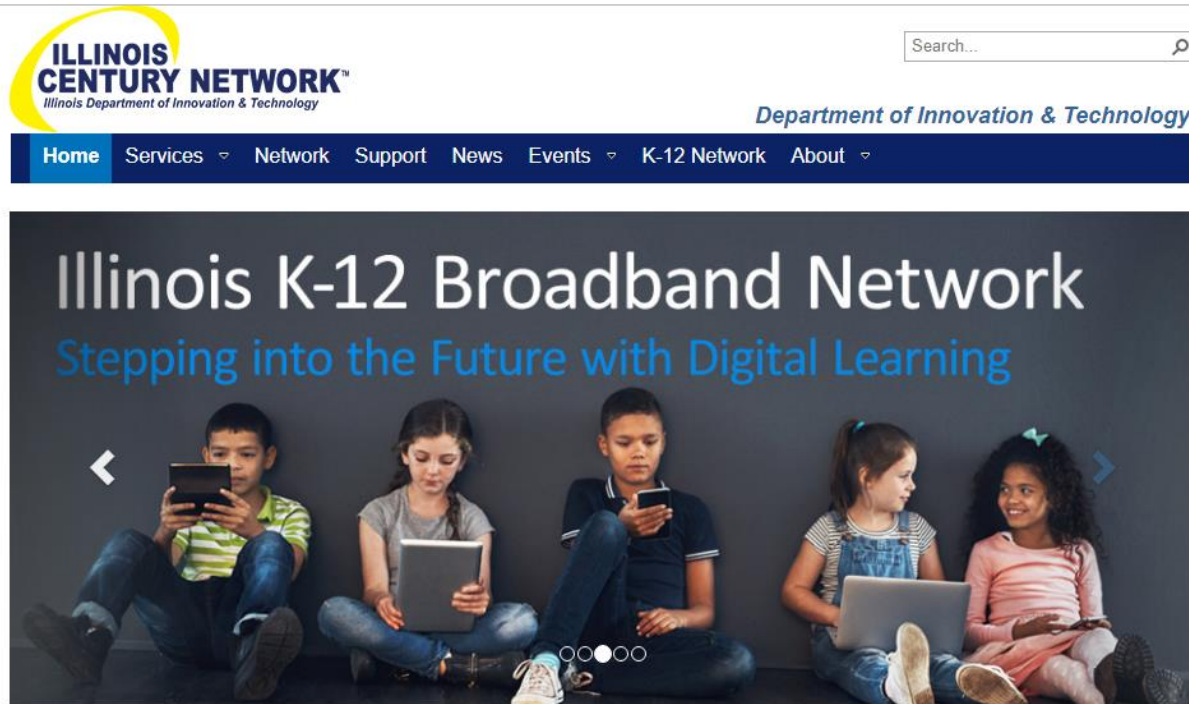 ILLINOIS
CENTURY NETWORK™
Illinois Department of Innovation & Technology
Search...
Department of Innovation & Technology
Home Services Network Support News Events K-12 Network About
Illinois K-12 Broadband Network
Stepping into the Future with Digital Learning